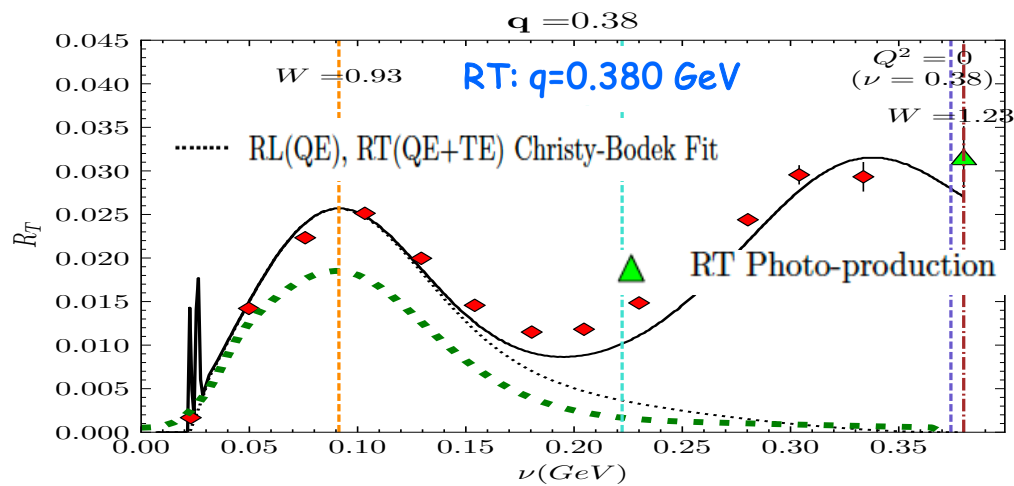 q =0.38
0.045
0.040
0.035
0.030
0.025
0.020
0.015
0.010
0.005
0.000
R_T
W =0.93
RT: q=0.380 GeV
Q² = 0
(ν = 0.38)
W =1.23
RL(QE), RT(QE+TE) Christy-Bodek Fit
RT Photo-production
0.00 0.05 0.10 0.15 0.20 0.25 0.30 0.35
ν(GeV)